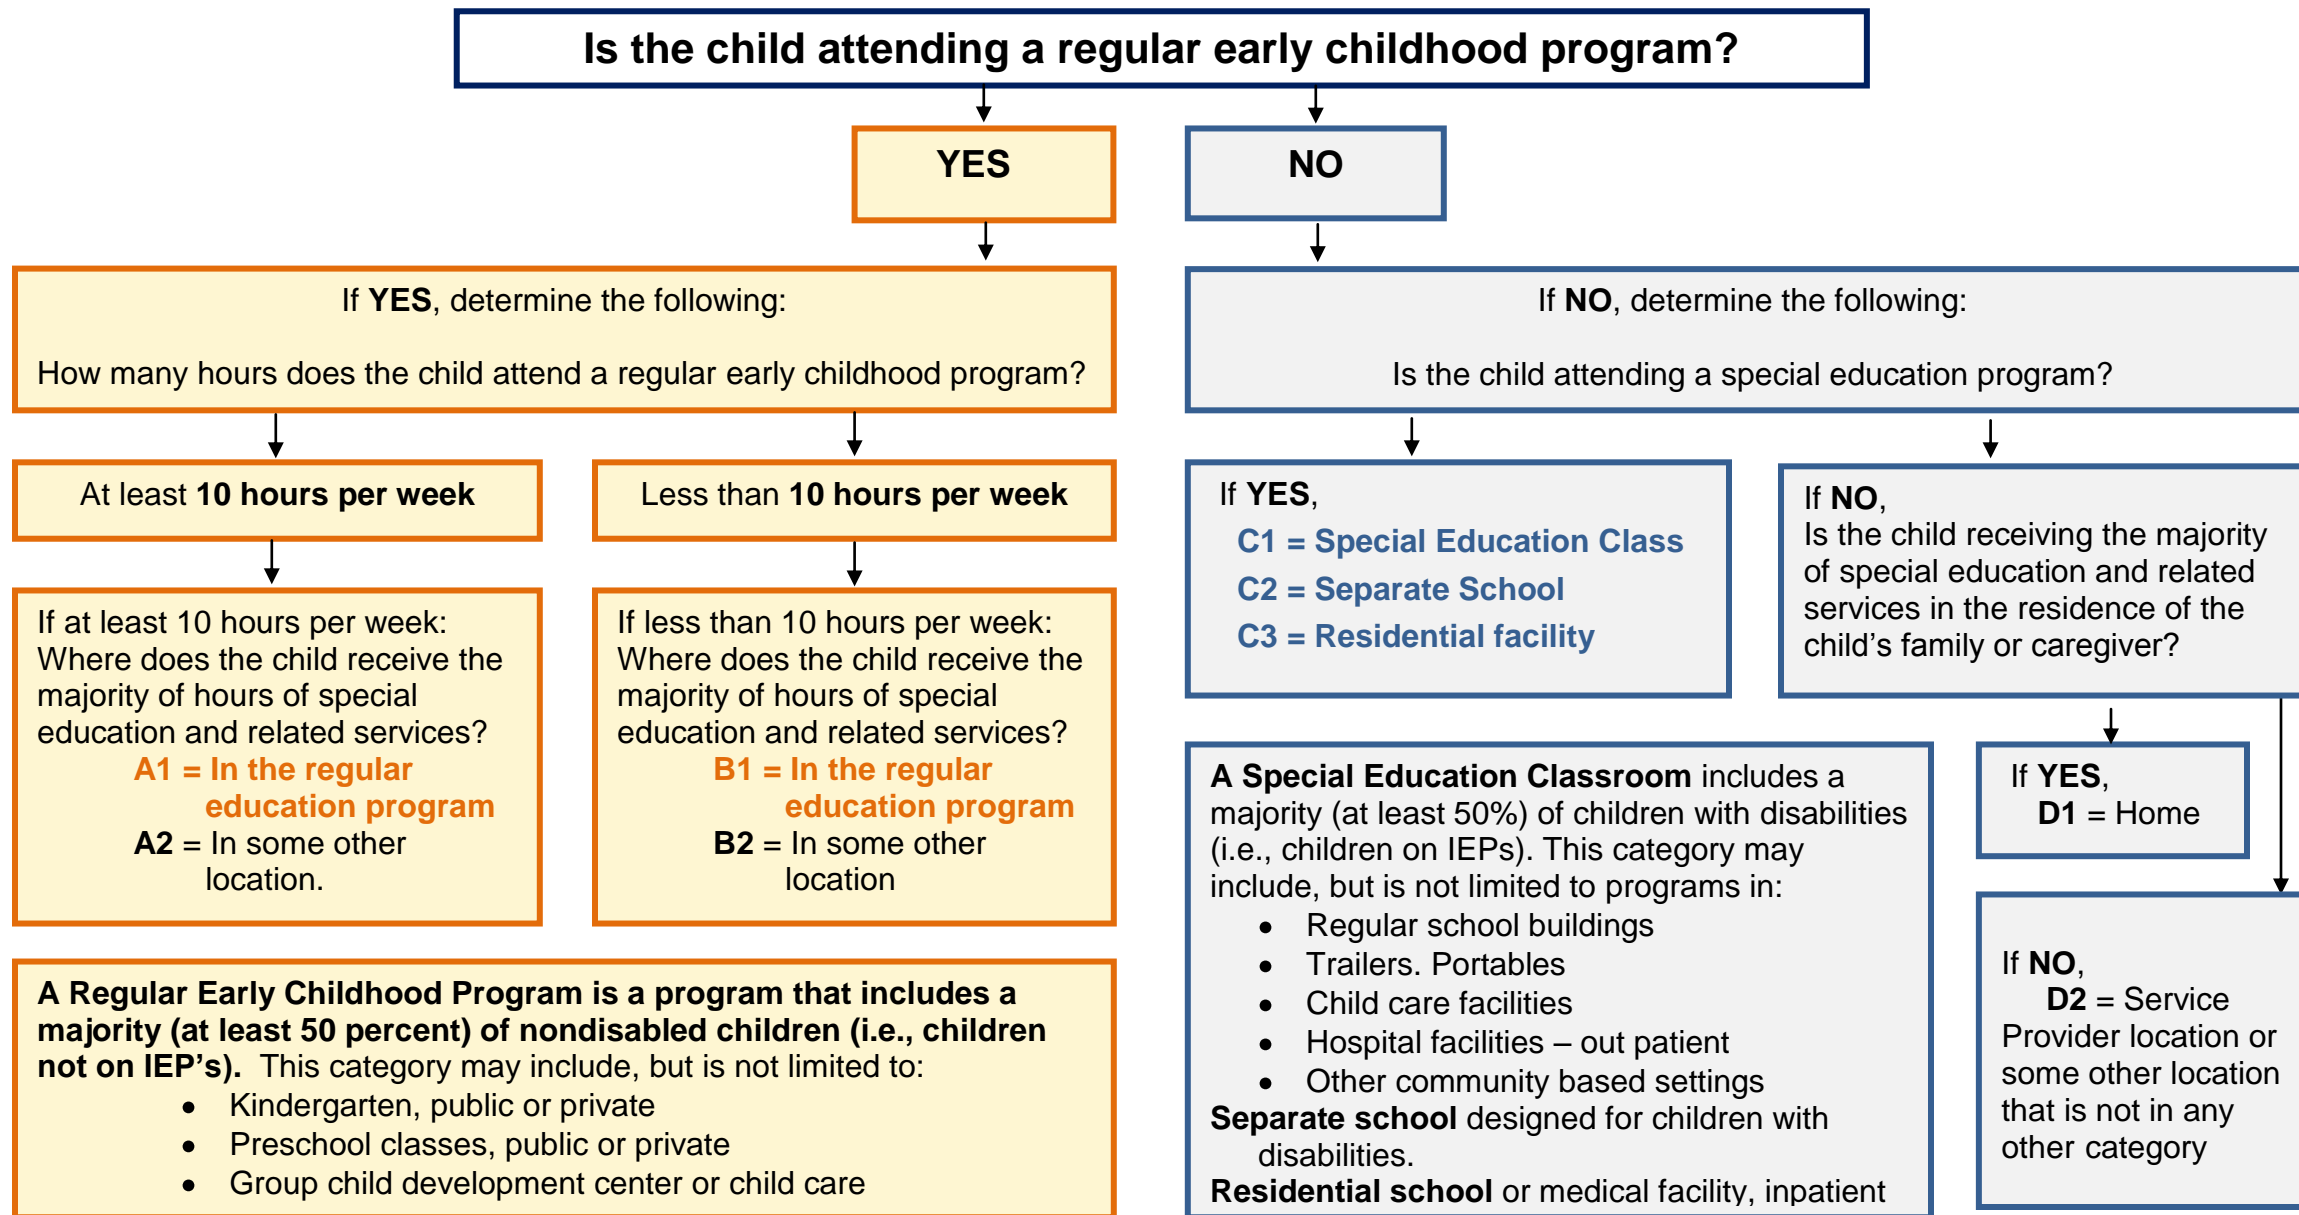 Is the child attending a regular early childhood program?
YES
NO
If YES, determine the following:
How many hours does the child attend a regular early childhood program?
If NO, determine the following:
Is the child attending a special education program?
At least 10 hours per week
Less than 10 hours per week
If at least 10 hours per week:
Where does the child receive the
majority of hours of special
education and related services?
A1 = In the regular
education program
A2 = In some other
location.
If less than 10 hours per week:
Where does the child receive the
majority of hours of special
education and related services?
B1 = In the regular
education program
B2 = In some other
location
A Regular Early Childhood Program is a program that includes a
majority (at least 50 percent) of nondisabled children (i.e., children
not on IEP's). This category may include, but is not limited to:
• Kindergarten, public or private
• Preschool classes, public or private
• Group child development center or child care
If YES,
C1 = Special Education Class
C2 = Separate School
C3 = Residential facility
If NO,
Is the child receiving the majority
of special education and related
services in the residence of the
child's family or caregiver?
A Special Education Classroom includes a
majority (at least 50%) of children with disabilities
(i.e., children on IEPs). This category may
include, but is not limited to programs in:
• Regular school buildings
• Trailers. Portables
• Child care facilities
• Hospital facilities – out patient
• Other community based settings
Separate school designed for children with
disabilities.
Residential school or medical facility, inpatient
If YES,
D1 = Home
If NO,
D2 = Service
Provider location or
some other location
that is not in any
other category